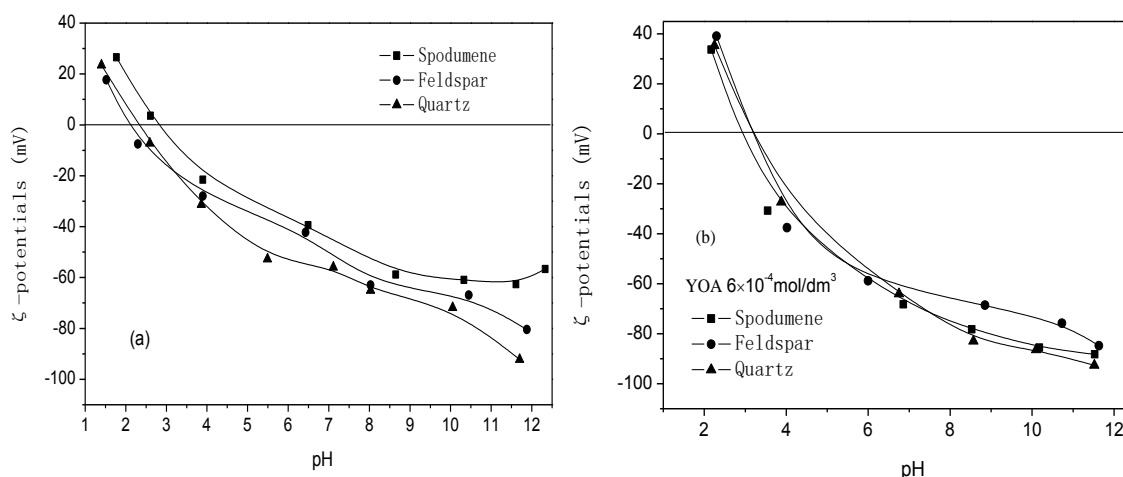 40
20
0
-20
-40
-60
-80
-100
ζ-potentials (mV)
Spodumene
Feldspar
Quartz
(a)
1 2 3 4 5 6 7 8 9 10 11 12
pH
40
20
0
-20
-40
-60
-80
-100
ζ-potentials (mV)
(b)
YOA 6×10⁻⁴mol/dm³
Spodumene
Feldspar
Quartz
2 4 6 8 10 12
pH